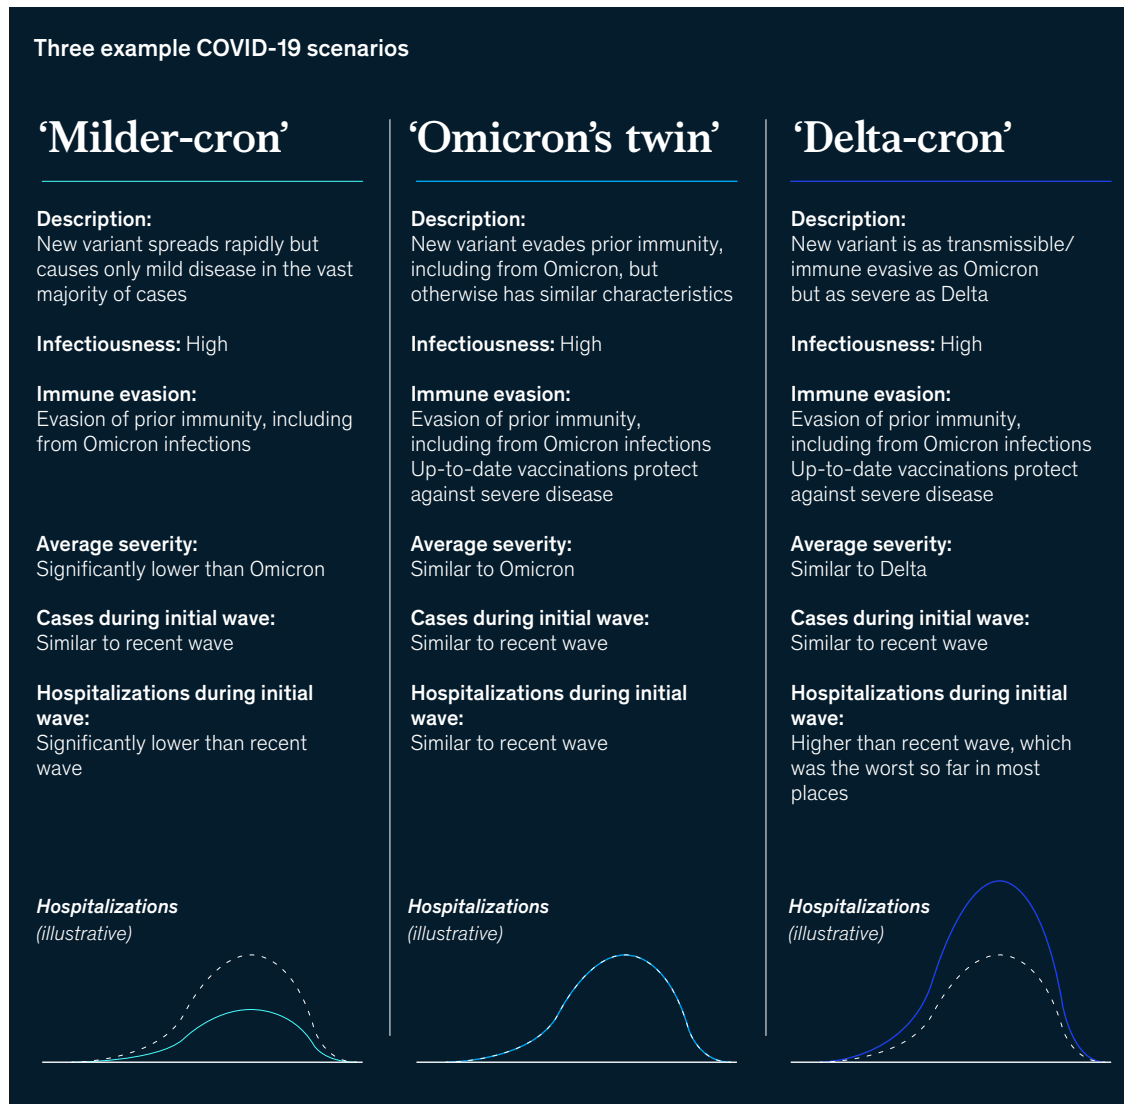 Three example COVID-19 scenarios
‘Milder-cron’
Description:
New variant spreads rapidly but
causes only mild disease in the vast
majority of cases
Infectiousness: High
Immune evasion:
Evasion of prior immunity, including
from Omicron infections
Average severity:
Significantly lower than Omicron
Cases during initial wave:
Similar to recent wave
Hospitalizations during initial
wave:
Significantly lower than recent
wave
Hospitalizations
(illustrative)
‘Omicron’s twin’
Description:
New variant evades prior immunity,
including from Omicron, but
otherwise has similar characteristics
Infectiousness: High
Immune evasion:
Evasion of prior immunity,
including from Omicron infections
Up-to-date vaccinations protect
against severe disease
Average severity:
Similar to Omicron
Cases during initial wave:
Similar to recent wave
Hospitalizations during initial
wave:
Similar to recent wave
Hospitalizations
(illustrative)
‘Delta-cron’
Description:
New variant is as transmissible/
immune evasive as Omicron
but as severe as Delta
Infectiousness: High
Immune evasion:
Evasion of prior immunity,
including from Omicron infections
Up-to-date vaccinations protect
against severe disease
Average severity:
Similar to Delta
Cases during initial wave:
Similar to recent wave
Hospitalizations during initial
wave:
Higher than recent wave, which
was the worst so far in most
places
Hospitalizations
(illustrative)